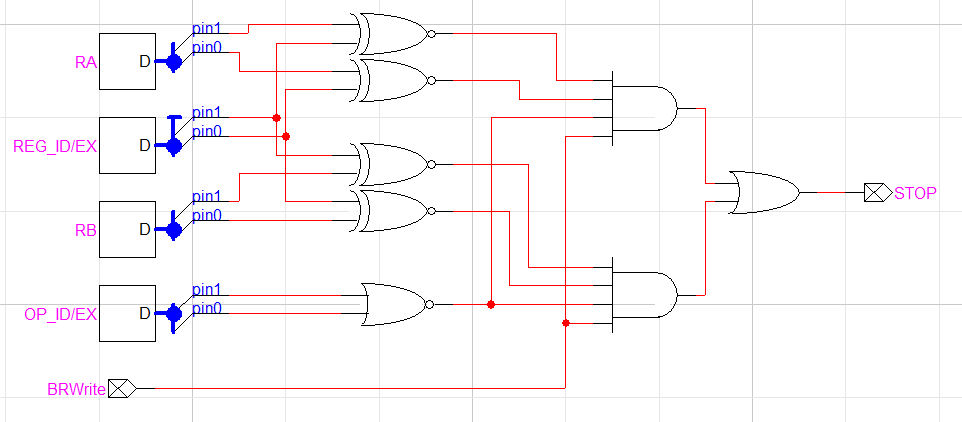 pin1
pin0
RA D
pin1
pin0
REG_ID/EX D
pin1
pin0
RB D
STOP
pin1
pin0
OP_ID/EX D
BRWrite